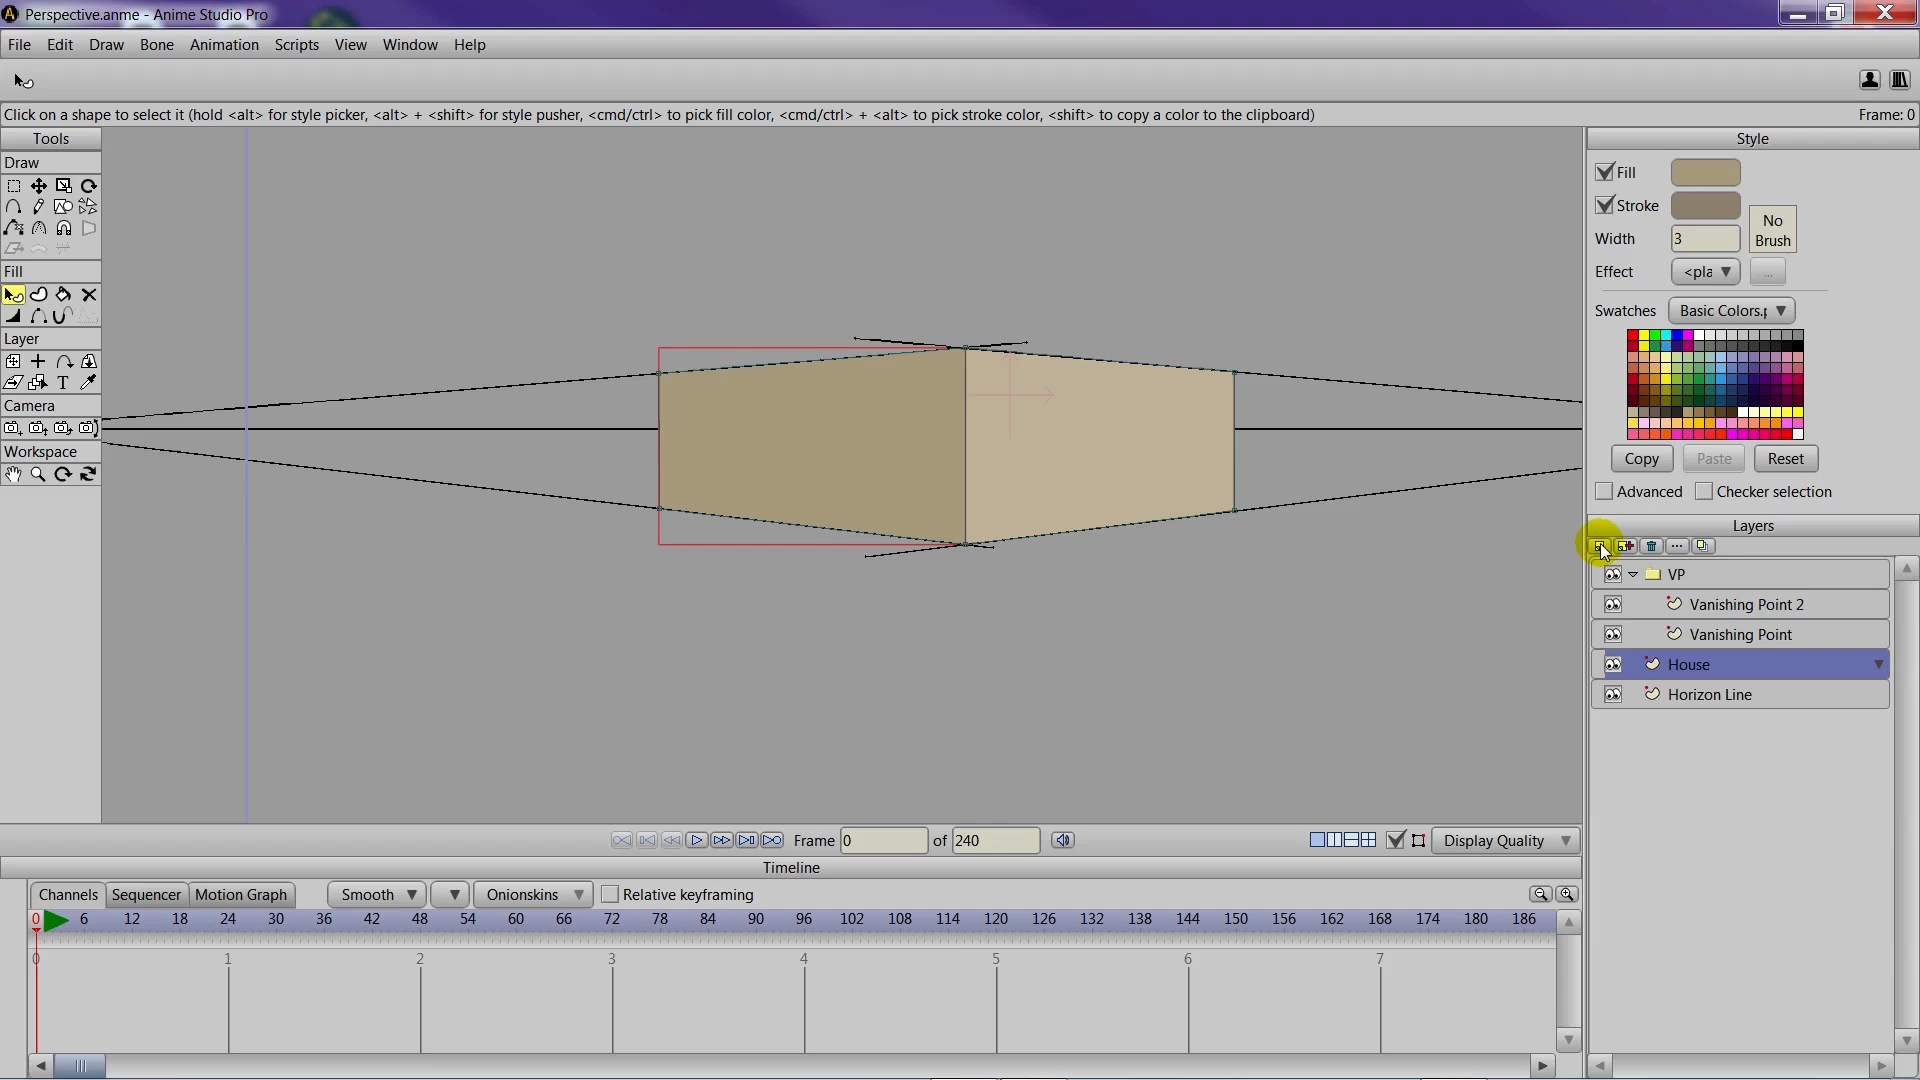 Perspective.anme - Anime Studio Pro
File Edit Draw Bone Animation Scripts View Window Help
Click on a shape to select it (hold <alt> for style picker, <alt> + <shift> for style pusher, <cmd/ctrl> to pick fill color, <cmd/ctrl> + <alt> to pick stroke color, <shift> to copy a color to the clipboard) Frame: 0
Tools
Draw
Fill
Layer
Camera
Workspace
Style
Fill
Stroke
Width 3
No
Brush
Effect <pla ...
Swatches Basic Colors.p
Copy Paste Reset
Advanced Checker selection
Layers
VP
Vanishing Point 2
Vanishing Point
House
Horizon Line
Frame 0 of 240 Display Quality
Timeline
Channels Sequencer Motion Graph Smooth Onionskins Relative keyframing
0 6 12 18 24 30 36 42 48 54 60 66 72 78 84 90 96 102 108 114 120 126 132 138 144 150 156 162 168 174 180 186
0 1 2 3 4 5 6 7